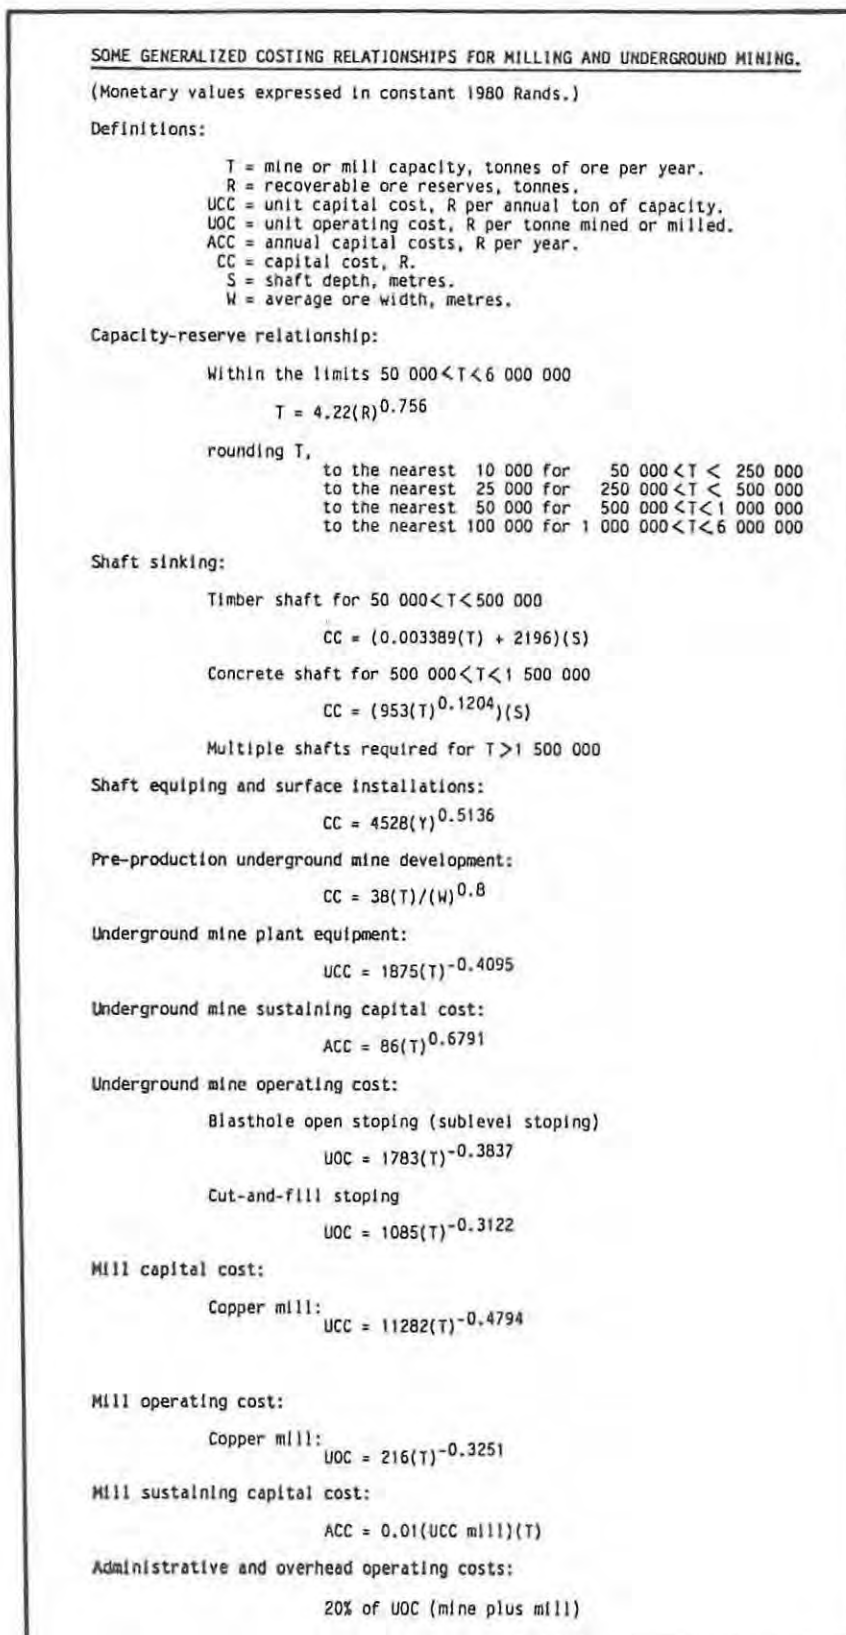 SOME GENERALIZED COSTING RELATIONSHIPS FOR MILLING AND UNDERGROUND MINING.
(Monetary values expressed in constant 1980 Rands.)
Definitions:
T = mine or mill capacity, tonnes of ore per year.
R = recoverable ore reserves, tonnes.
UCC = unit capital cost, R per annual ton of capacity.
UOC = unit operating cost, R per tonne mined or milled.
ACC = annual capital costs, R per year.
CC = capital cost, R.
S = shaft depth, metres.
W = average ore width, metres.
Capacity-reserve relationship:
Within the limits 50 000<T<6 000 000
T = 4.22(R)^0.756
rounding T,
to the nearest 10 000 for 50 000<T < 250 000
to the nearest 25 000 for 250 000<T < 500 000
to the nearest 50 000 for 500 000<T<1 000 000
to the nearest 100 000 for 1 000 000<T<6 000 000
Shaft sinking:
Timber shaft for 50 000<T<500 000
CC = (0.003389(T) + 2196)(S)
Concrete shaft for 500 000<T<1 500 000
CC = (953(T)^0.1204)(S)
Multiple shafts required for T>1 500 000
Shaft equiping and surface installations:
CC = 4528(Y)^0.5136
Pre-production underground mine development:
CC = 38(T)/(W)^0.8
Underground mine plant equipment:
UCC = 1875(T)^-0.4095
Underground mine sustaining capital cost:
ACC = 86(T)^0.6791
Underground mine operating cost:
Blasthole open stoping (sublevel stoping)
UOC = 1783(T)^-0.3837
Cut-and-fill stoping
UOC = 1085(T)^-0.3122
Mill capital cost:
Copper mill:
UCC = 11282(T)^-0.4794
Mill operating cost:
Copper mill:
UOC = 216(T)^-0.3251
Mill sustaining capital cost:
ACC = 0.01(UCC mill)(T)
Administrative and overhead operating costs:
20% of UOC (mine plus mill)